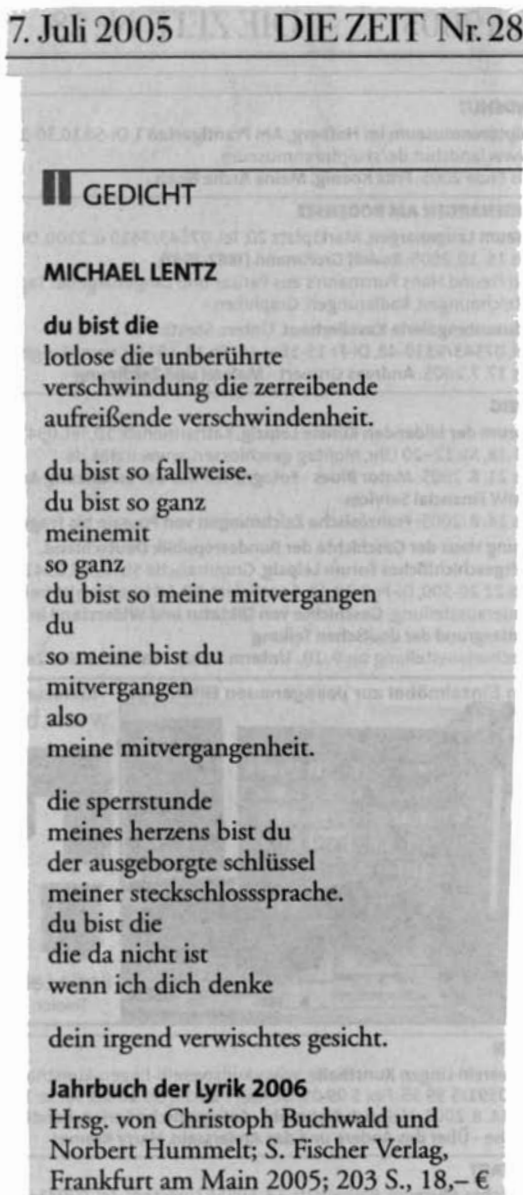 7. Juli 2005 DIE ZEIT Nr. 28
GEDICHT
MICHAEL LENTZ
du bist die
lotlose die unberührte
verschwindung die zerreibende
aufreißende verschwindenheit.
du bist so fallweise.
du bist so ganz
meinemit
so ganz
du bist so meine mitvergangen
du
so meine bist du
mitvergangen
also
meine mitvergangenheit.
die sperrstunde
meines herzens bist du
der ausgeborgte schlüssel
meiner steckschlosssprache.
du bist die
die da nicht ist
wenn ich dich denke
dein irgend verwischtes gesicht.
Jahrbuch der Lyrik 2006
Hrsg. von Christoph Buchwald und
Norbert Hummelt; S. Fischer Verlag,
Frankfurt am Main 2005; 203 S., 18,– €